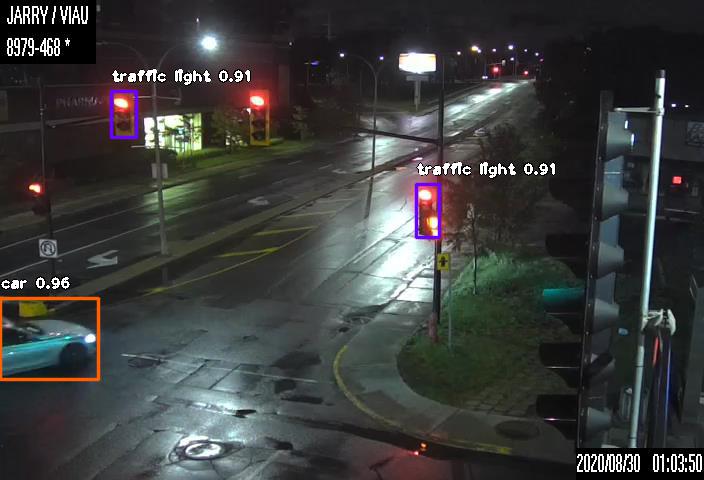 JARRY / VIAU
8979-468 *
traffic light 0.91
PHARMA
traffic light 0.91
car 0.96
2020/08/30 01:03:50